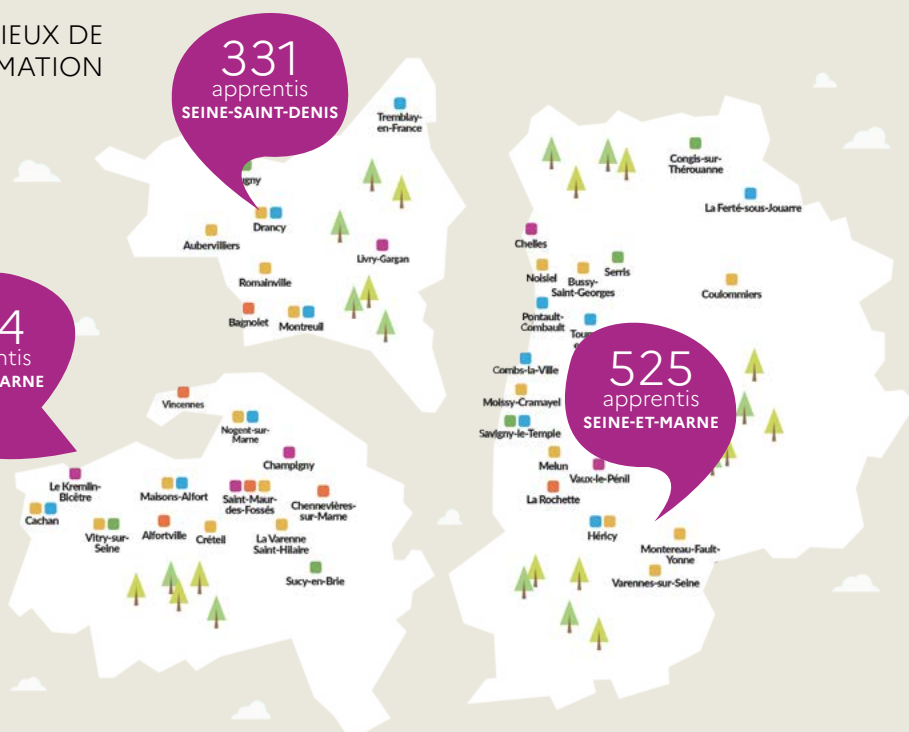 IEUX DE
MATION
331
apprentis
SEINE-SAINT-DENIS
Tremblay-
en-France
Drancy
Aubervilliers
Livry-Gargan
Romainville
Bagnolet
Montreuil
Congis-sur-
Thérouanne
La Ferté-sous-Jouarre
Chelles
Noisiel
Bussy-
Saint-Georges
Serris
Coulommiers
Pontault-
Combault
Combs-la-Ville
Moissy-Cramayel
Savigny-le-Temple
525
apprentis
SEINE-ET-MARNE
Melun
Vaux-le-Pénil
La Rochette
Héricy
Montereau-Fault-
Yonne
Varennes-sur-Seine
4
ntis
ARNE
Vincennes
Nogent-sur-
Marne
Champigny
Le Kremlin-
Bicêtre
Cachan
Maisons-Alfort
Saint-Maur-
des-Fossés
Chennevières-
sur-Marne
Vitry-sur-
Seine
Alfortville
Créteil
La Varenne
Saint-Hilaire
Sucy-en-Brie